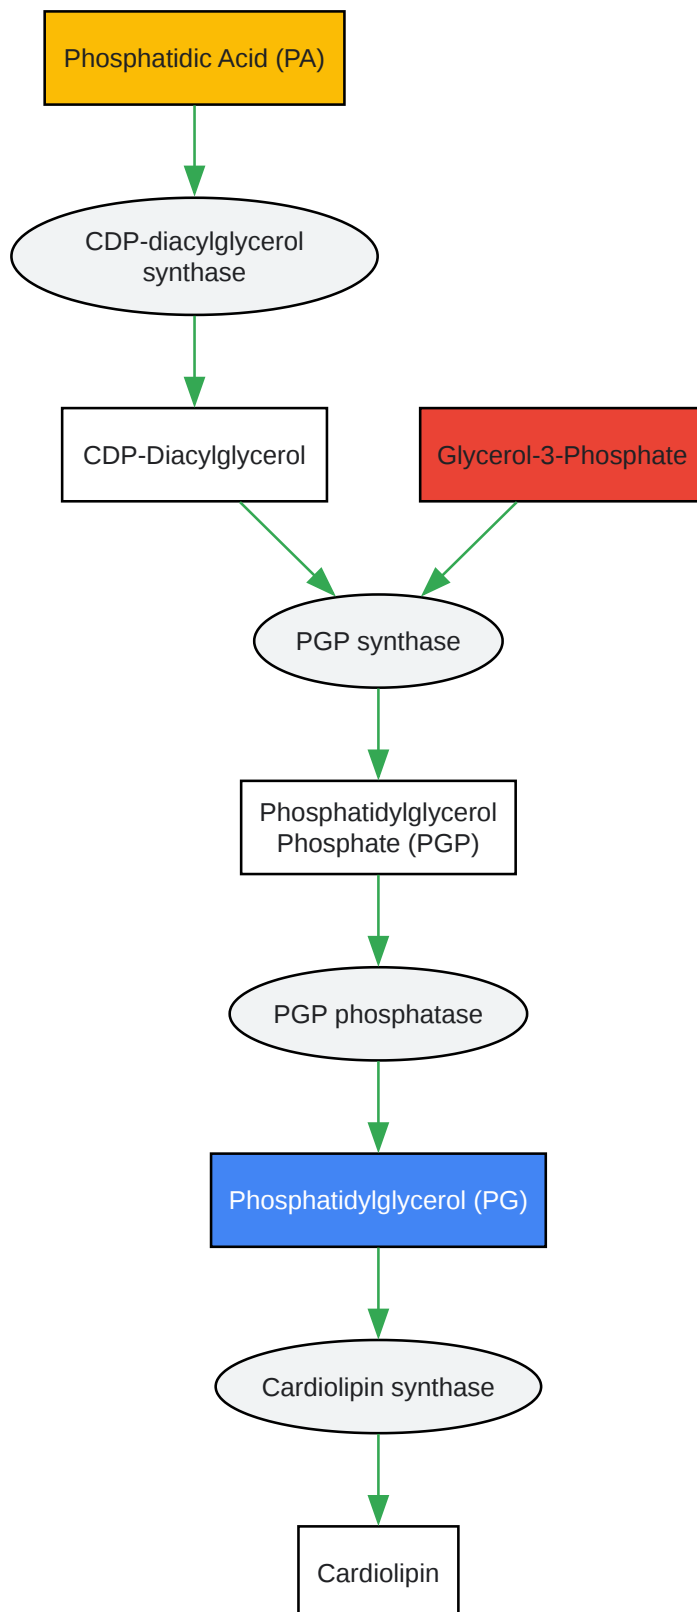 Phosphatidic Acid (PA)
CDP-diacylglycerol
synthase
CDP-Diacylglycerol
Glycerol-3-Phosphate
PGP synthase
Phosphatidylglycerol
Phosphate (PGP)
PGP phosphatase
Phosphatidylglycerol (PG)
Cardiolipin synthase
Cardiolipin